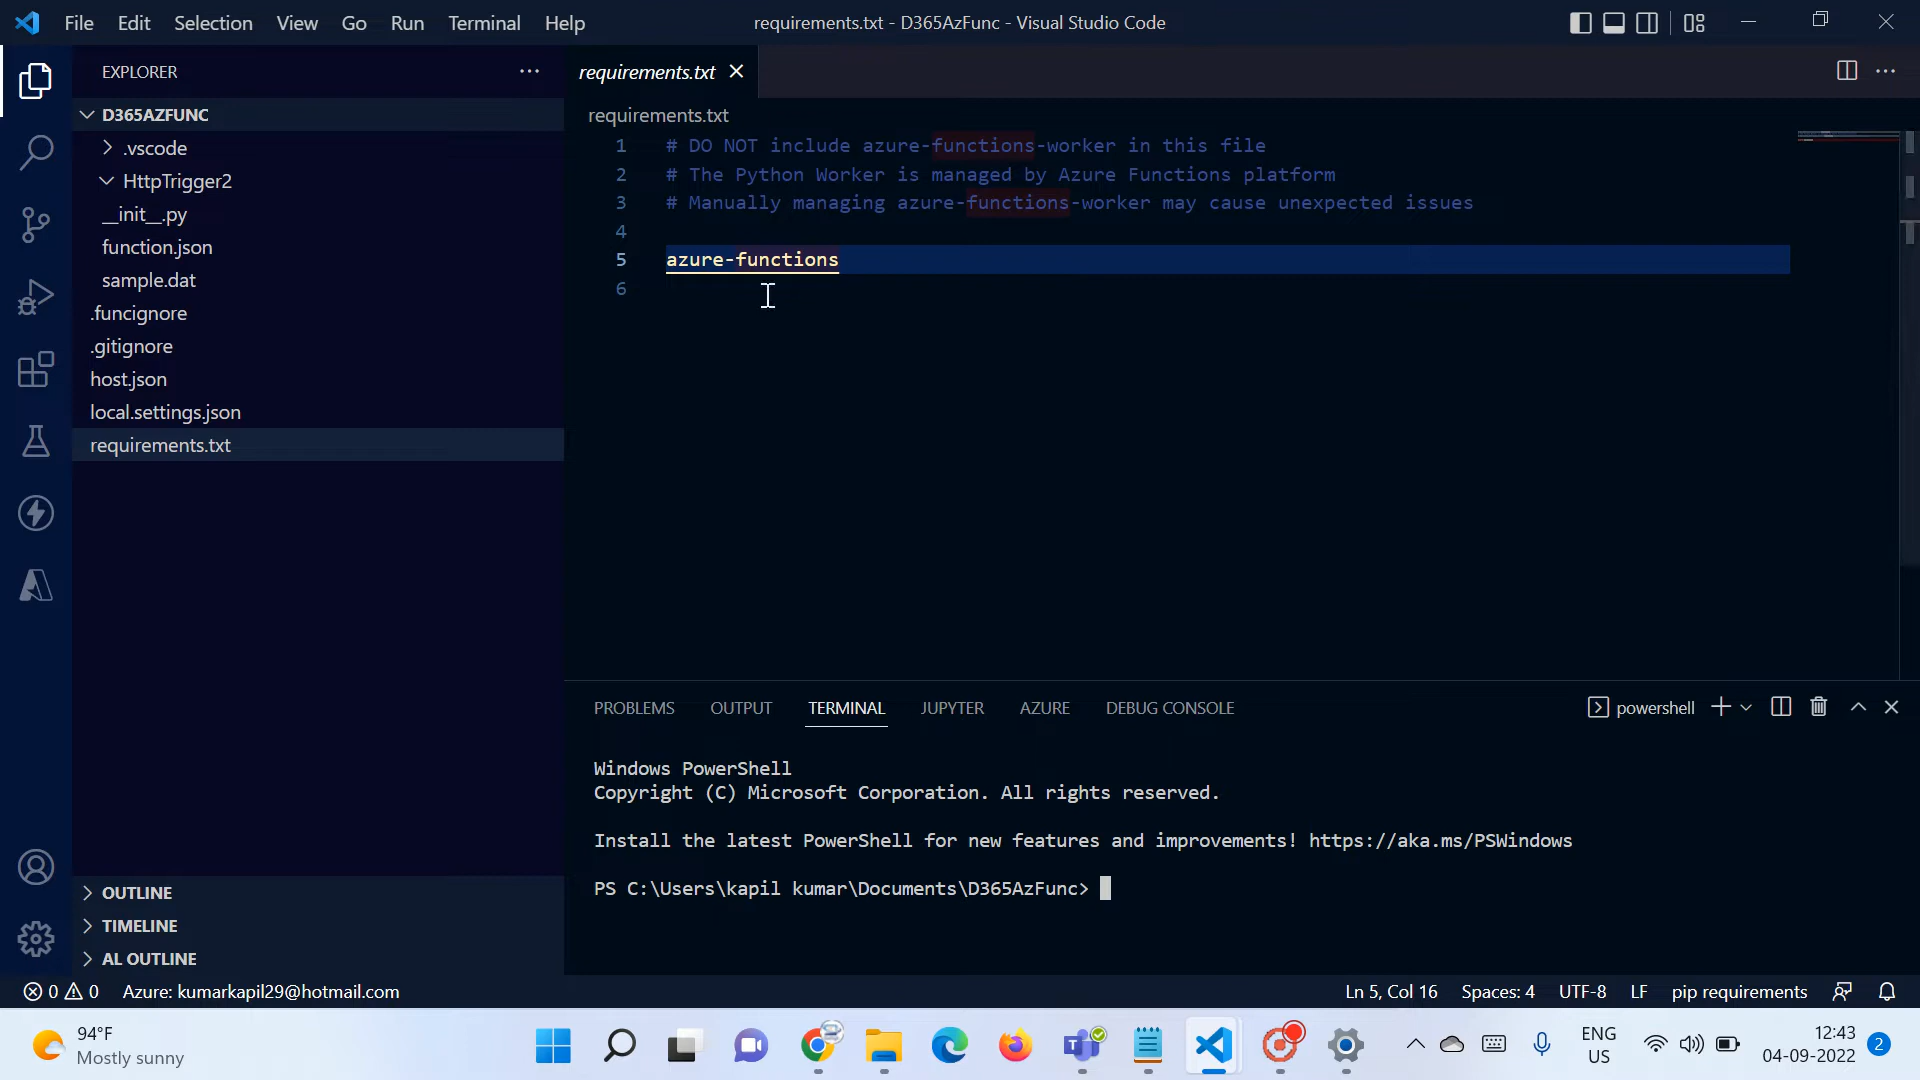 File Edit Selection View Go Run Terminal Help
requirements.txt - D365AzFunc - Visual Studio Code
EXPLORER
D365AZFUNC
.vscode
HttpTrigger2
__init__.py
function.json
sample.dat
.funcignore
.gitignore
host.json
local.settings.json
requirements.txt
OUTLINE
TIMELINE
AL OUTLINE
requirements.txt
requirements.txt
1 # DO NOT include azure-functions-worker in this file
2 # The Python Worker is managed by Azure Functions platform
3 # Manually managing azure-functions-worker may cause unexpected issues
4
5 azure-functions
6
PROBLEMS OUTPUT TERMINAL JUPYTER AZURE DEBUG CONSOLE
powershell
Windows PowerShell
Copyright (C) Microsoft Corporation. All rights reserved.
Install the latest PowerShell for new features and improvements! https://aka.ms/PSWindows
PS C:\Users\kapil kumar\Documents\D365AzFunc>
0 0 Azure: kumarkapil29@hotmail.com
Ln 5, Col 16 Spaces: 4 UTF-8 LF pip requirements
94°F
Mostly sunny
ENG
US
12:43
04-09-2022
2